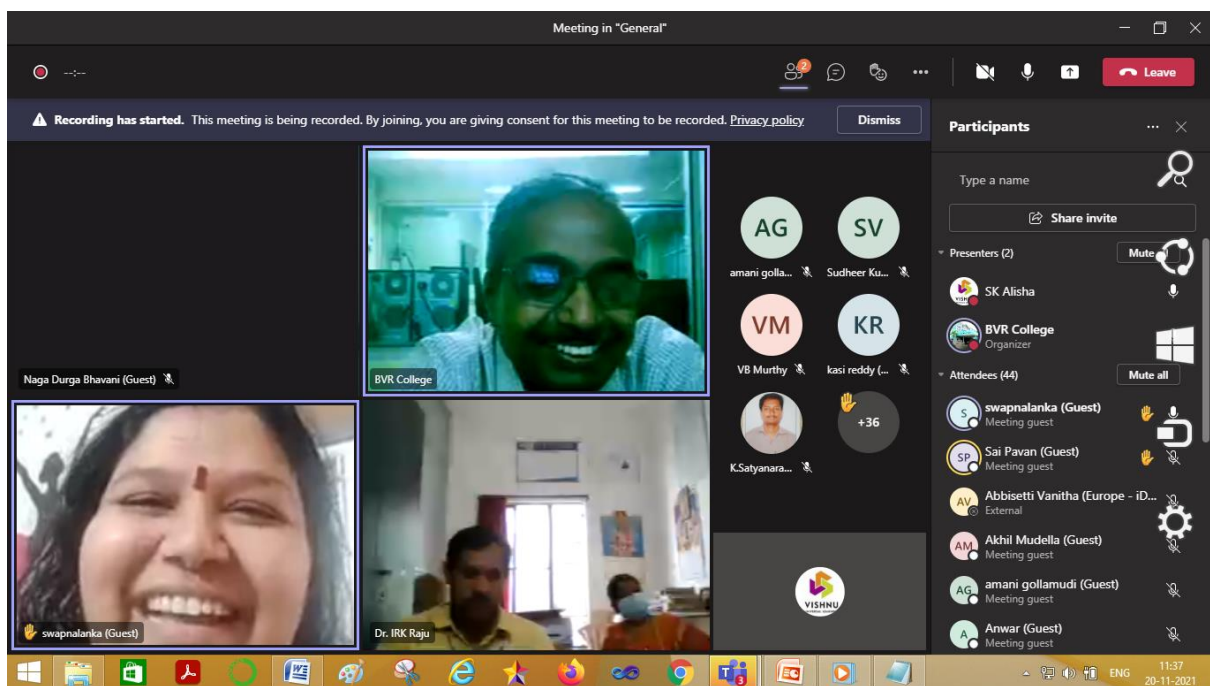 Meeting in "General"
--:--
2
Leave
Recording has started. This meeting is being recorded. By joining, you are giving consent for this meeting to be recorded. Privacy policy
Dismiss
Participants
Type a name
Share invite
Presenters (2)
Mute
SK Alisha
BVR College
Organizer
Attendees (44)
Mute all
swapnalanka (Guest)
Meeting guest
Sai Pavan (Guest)
Meeting guest
Abbisetti Vanitha (Europe - iD...
External
Akhil Mudella (Guest)
Meeting guest
amani gollamudi (Guest)
Meeting guest
Anwar (Guest)
Meeting guest
S
SP
AV
AM
AG
A
Naga Durga Bhavani (Guest)
BVR College
swapnalanka (Guest)
Dr. IRK Raju
AG
SV
amani golla...
Sudheer Ku...
VM
KR
VB Murthy
kasi reddy (...
+36
K.Satyanara...
VISHNU
ENG
11:37
20-11-2021